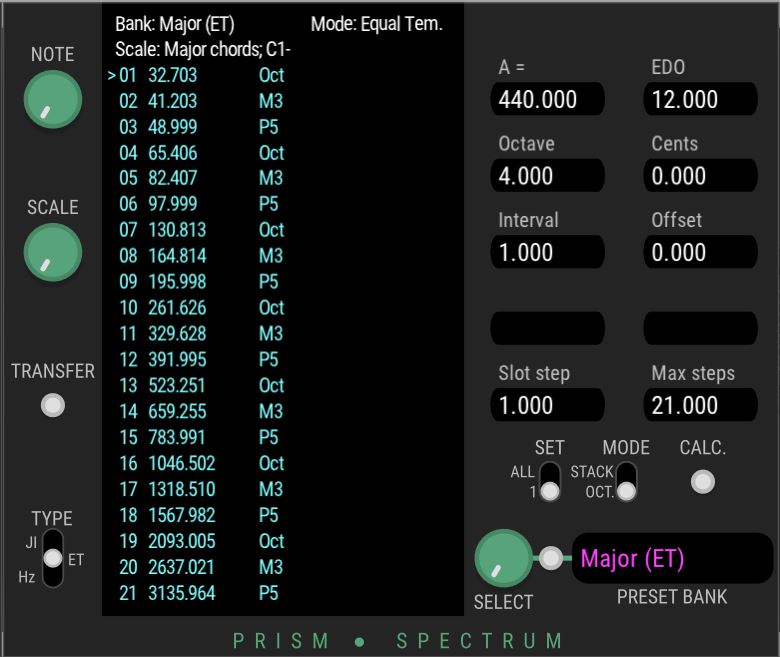 NOTE
SCALE
TRANSFER
TYPE
JI
ET
Hz
Bank: Major (ET) Mode: Equal Tem.
Scale: Major chords; C1-
>01 32.703 Oct
02 41.203 M3
03 48.999 P5
04 65.406 Oct
05 82.407 M3
06 97.999 P5
07 130.813 Oct
08 164.814 M3
09 195.998 P5
10 261.626 Oct
11 329.628 M3
12 391.995 P5
13 523.251 Oct
14 659.255 M3
15 783.991 P5
16 1046.502 Oct
17 1318.510 M3
18 1567.982 P5
19 2093.005 Oct
20 2637.021 M3
21 3135.964 P5
A = EDO
440.000 12.000
Octave Cents
4.000 0.000
Interval Offset
1.000 0.000
Slot step Max steps
1.000 21.000
SET MODE CALC.
ALL STACK
1 OCT.
Major (ET)
SELECT PRESET BANK
PRISM • SPECTRUM